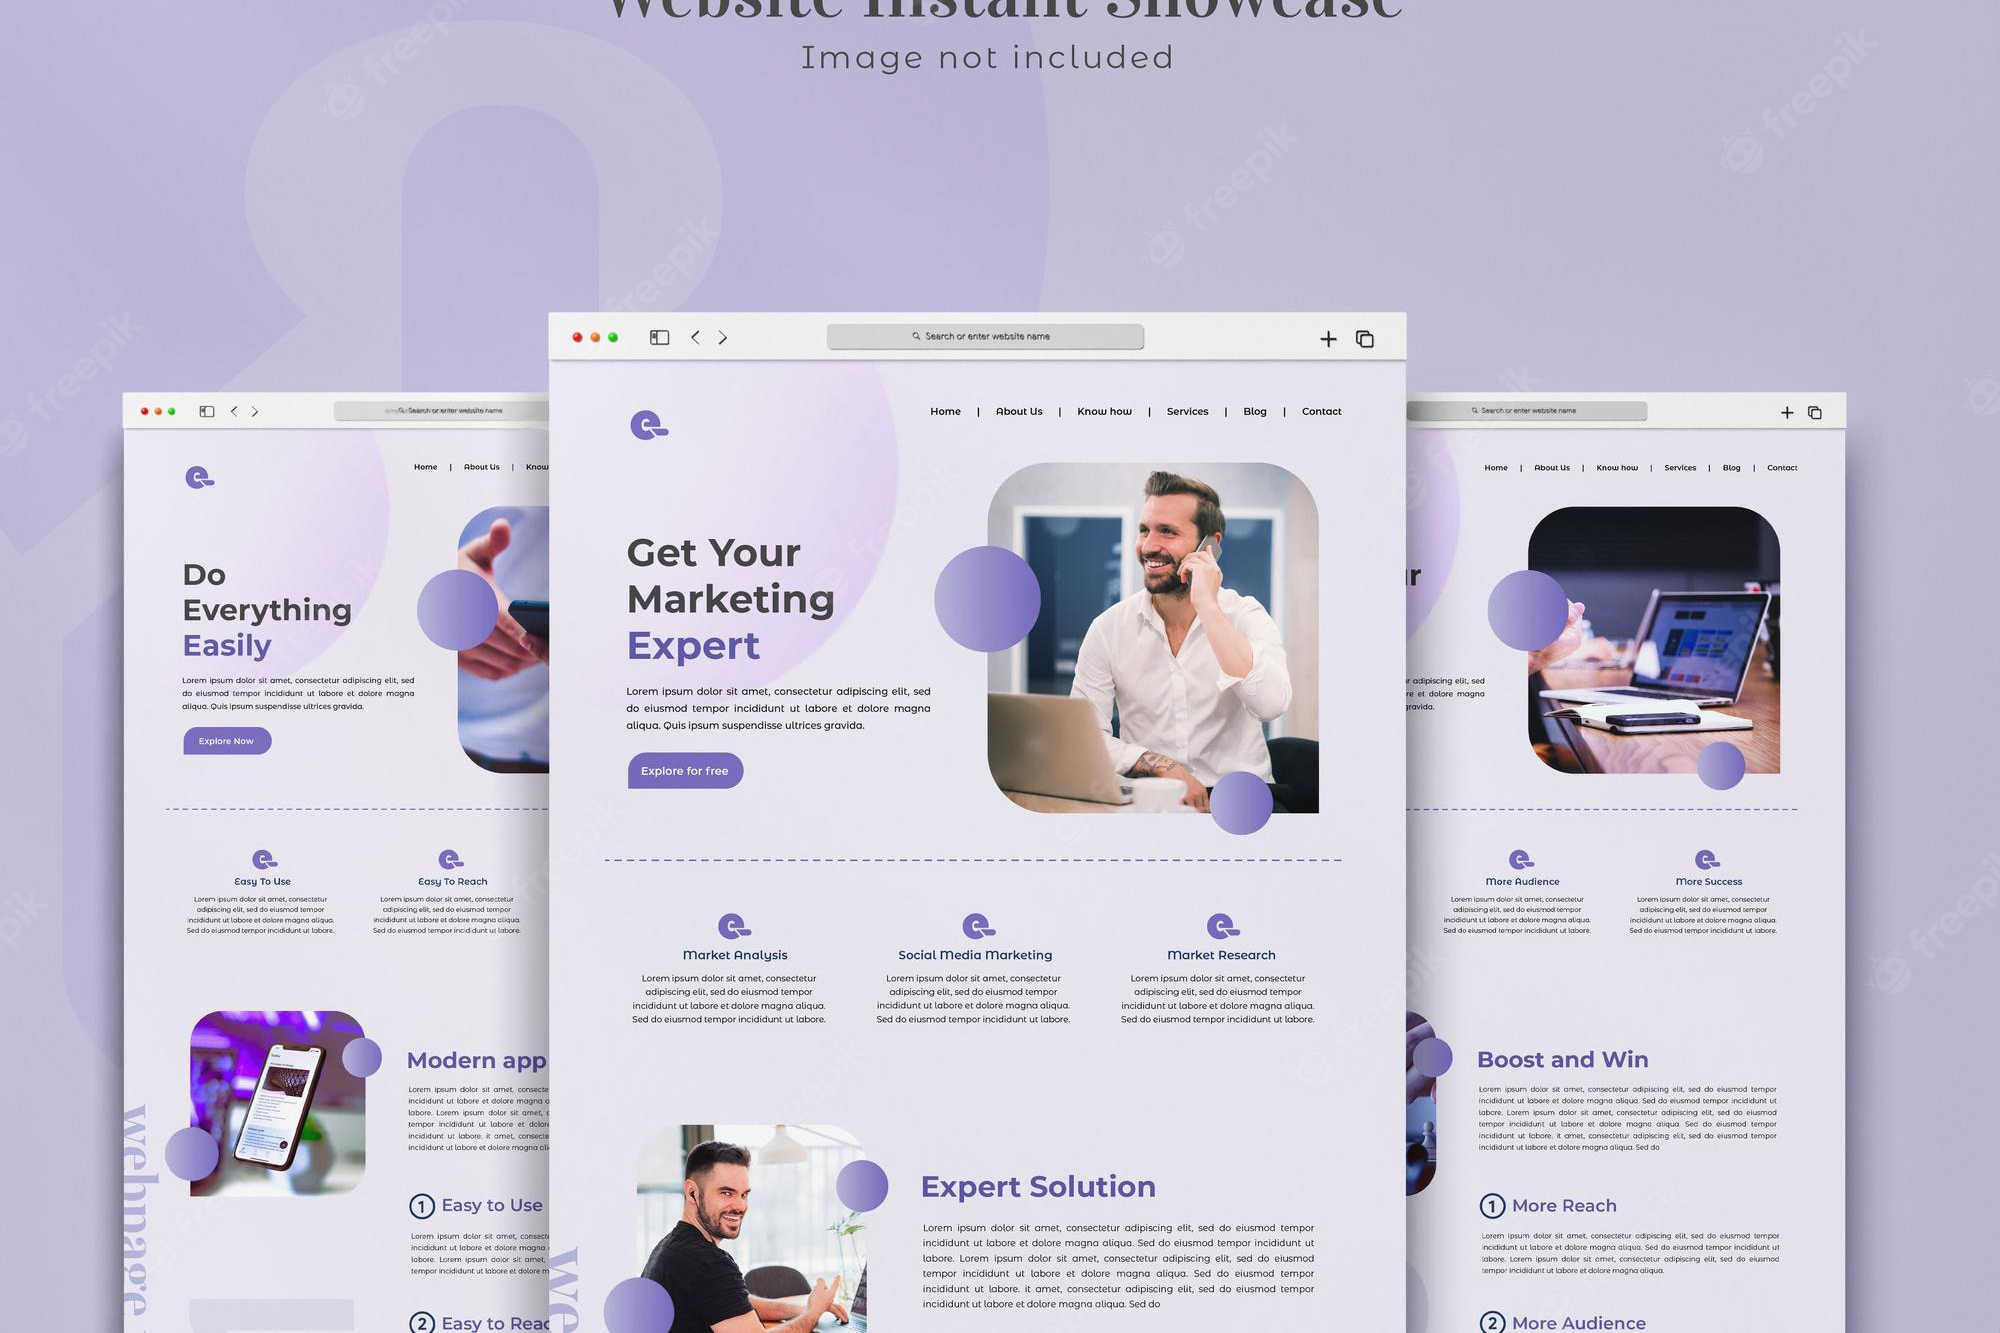 Website Instant Showcase
Image not included
Search or enter website name
Home | About Us | Know how | Services | Blog | Contact
Get Your
Marketing
Expert
Lorem ipsum dolor sit amet, consectetur adipiscing elit, sed
do eiusmod tempor incididunt ut labore et dolore magna
aliqua. Quis ipsum suspendisse ultrices gravida.
Explore for free
Market Analysis
Lorem ipsum dolor sit amet, consectetur
adipiscing elit, sed do eiusmod tempor
incididunt ut labore et dolore magna aliqua.
Sed do eiusmod tempor incididunt ut labore.
Social Media Marketing
Lorem ipsum dolor sit amet, consectetur
adipiscing elit, sed do eiusmod tempor
incididunt ut labore et dolore magna aliqua.
Sed do eiusmod tempor incididunt ut labore.
Market Research
Lorem ipsum dolor sit amet, consectetur
adipiscing elit, sed do eiusmod tempor
incididunt ut labore et dolore magna aliqua.
Sed do eiusmod tempor incididunt ut labore.
Expert Solution
Lorem ipsum dolor sit amet, consectetur adipiscing elit, sed do eiusmod tempor
incididunt ut labore et dolore magna aliqua. Sed do eiusmod tempor incididunt ut
labore. Lorem ipsum dolor sit amet, consectetur adipiscing elit, sed do eiusmod
tempor incididunt ut labore et dolore magna aliqua. Sed do eiusmod tempor
incididunt ut labore. it amet, consectetur adipiscing elit, sed do eiusmod tempor
incididunt ut labore et dolore magna aliqua. Sed do
We
Search or enter website name
Home | About Us | Know
Do
Everything
Easily
Lorem ipsum dolor sit amet, consectetur adipiscing elit, sed
do eiusmod tempor incididunt ut labore et dolore magna
aliqua. Quis ipsum suspendisse ultrices gravida.
Explore Now
Easy To Use
Lorem ipsum dolor sit amet, consectetur
adipiscing elit, sed do eiusmod tempor
incididunt ut labore et dolore magna aliqua.
Sed do eiusmod tempor incididunt ut labore.
Easy To Reach
Lorem ipsum dolor sit amet, consectetur
adipiscing elit, sed do eiusmod tempor
incididunt ut labore et dolore magna aliqua.
Sed do eiusmod tempor incididunt ut labore.
Modern app
Lorem ipsum dolor sit amet, consecte
incididunt ut labore et dolore magna a
labore. Lorem ipsum dolor sit amet, c
tempor incididunt ut labore et dolore
incididunt ut labore. it amet, consecte
incididunt ut labore et dolore magna ali
1 Easy to Use
Lorem ipsum dolor sit amet, consecte
incididunt ut labore et dolore magna
labore. Lorem ipsum dolor sit amet,
tempor incididunt ut labore et dolore m
2 Easy to Reac
webpage
Search or enter website name
Home | About Us | Know how | Services | Blog | Contact
ur
r adipiscing elit, sed
re et dolore magna
gravida.
More Audience
Lorem ipsum dolor sit amet, consectetur
adipiscing elit, sed do eiusmod tempor
incididunt ut labore et dolore magna aliqua.
Sed do eiusmod tempor incididunt ut labore.
More Success
Lorem ipsum dolor sit amet, consectetur
adipiscing elit, sed do eiusmod tempor
incididunt ut labore et dolore magna aliqua.
Sed do eiusmod tempor incididunt ut labore.
Boost and Win
Lorem ipsum dolor sit amet, consectetur adipiscing elit, sed do eiusmod tempor
incididunt ut labore et dolore magna aliqua. Sed do eiusmod tempor incididunt ut
labore. Lorem ipsum dolor sit amet, consectetur adipiscing elit, sed do eiusmod
tempor incididunt ut labore et dolore magna aliqua. Sed do eiusmod tempor
incididunt ut labore. it amet, consectetur adipiscing elit, sed do eiusmod tempor
incididunt ut labore et dolore magna aliqua. Sed do
1 More Reach
Lorem ipsum dolor sit amet, consectetur adipiscing elit, sed do eiusmod tempor
incididunt ut labore et dolore magna aliqua. Sed do eiusmod tempor incididunt ut
labore. Lorem ipsum dolor sit amet, consectetur adipiscing elit, sed do eiusmod
tempor incididunt ut labore et dolore magna aliqua.
2 More Audience
freepik